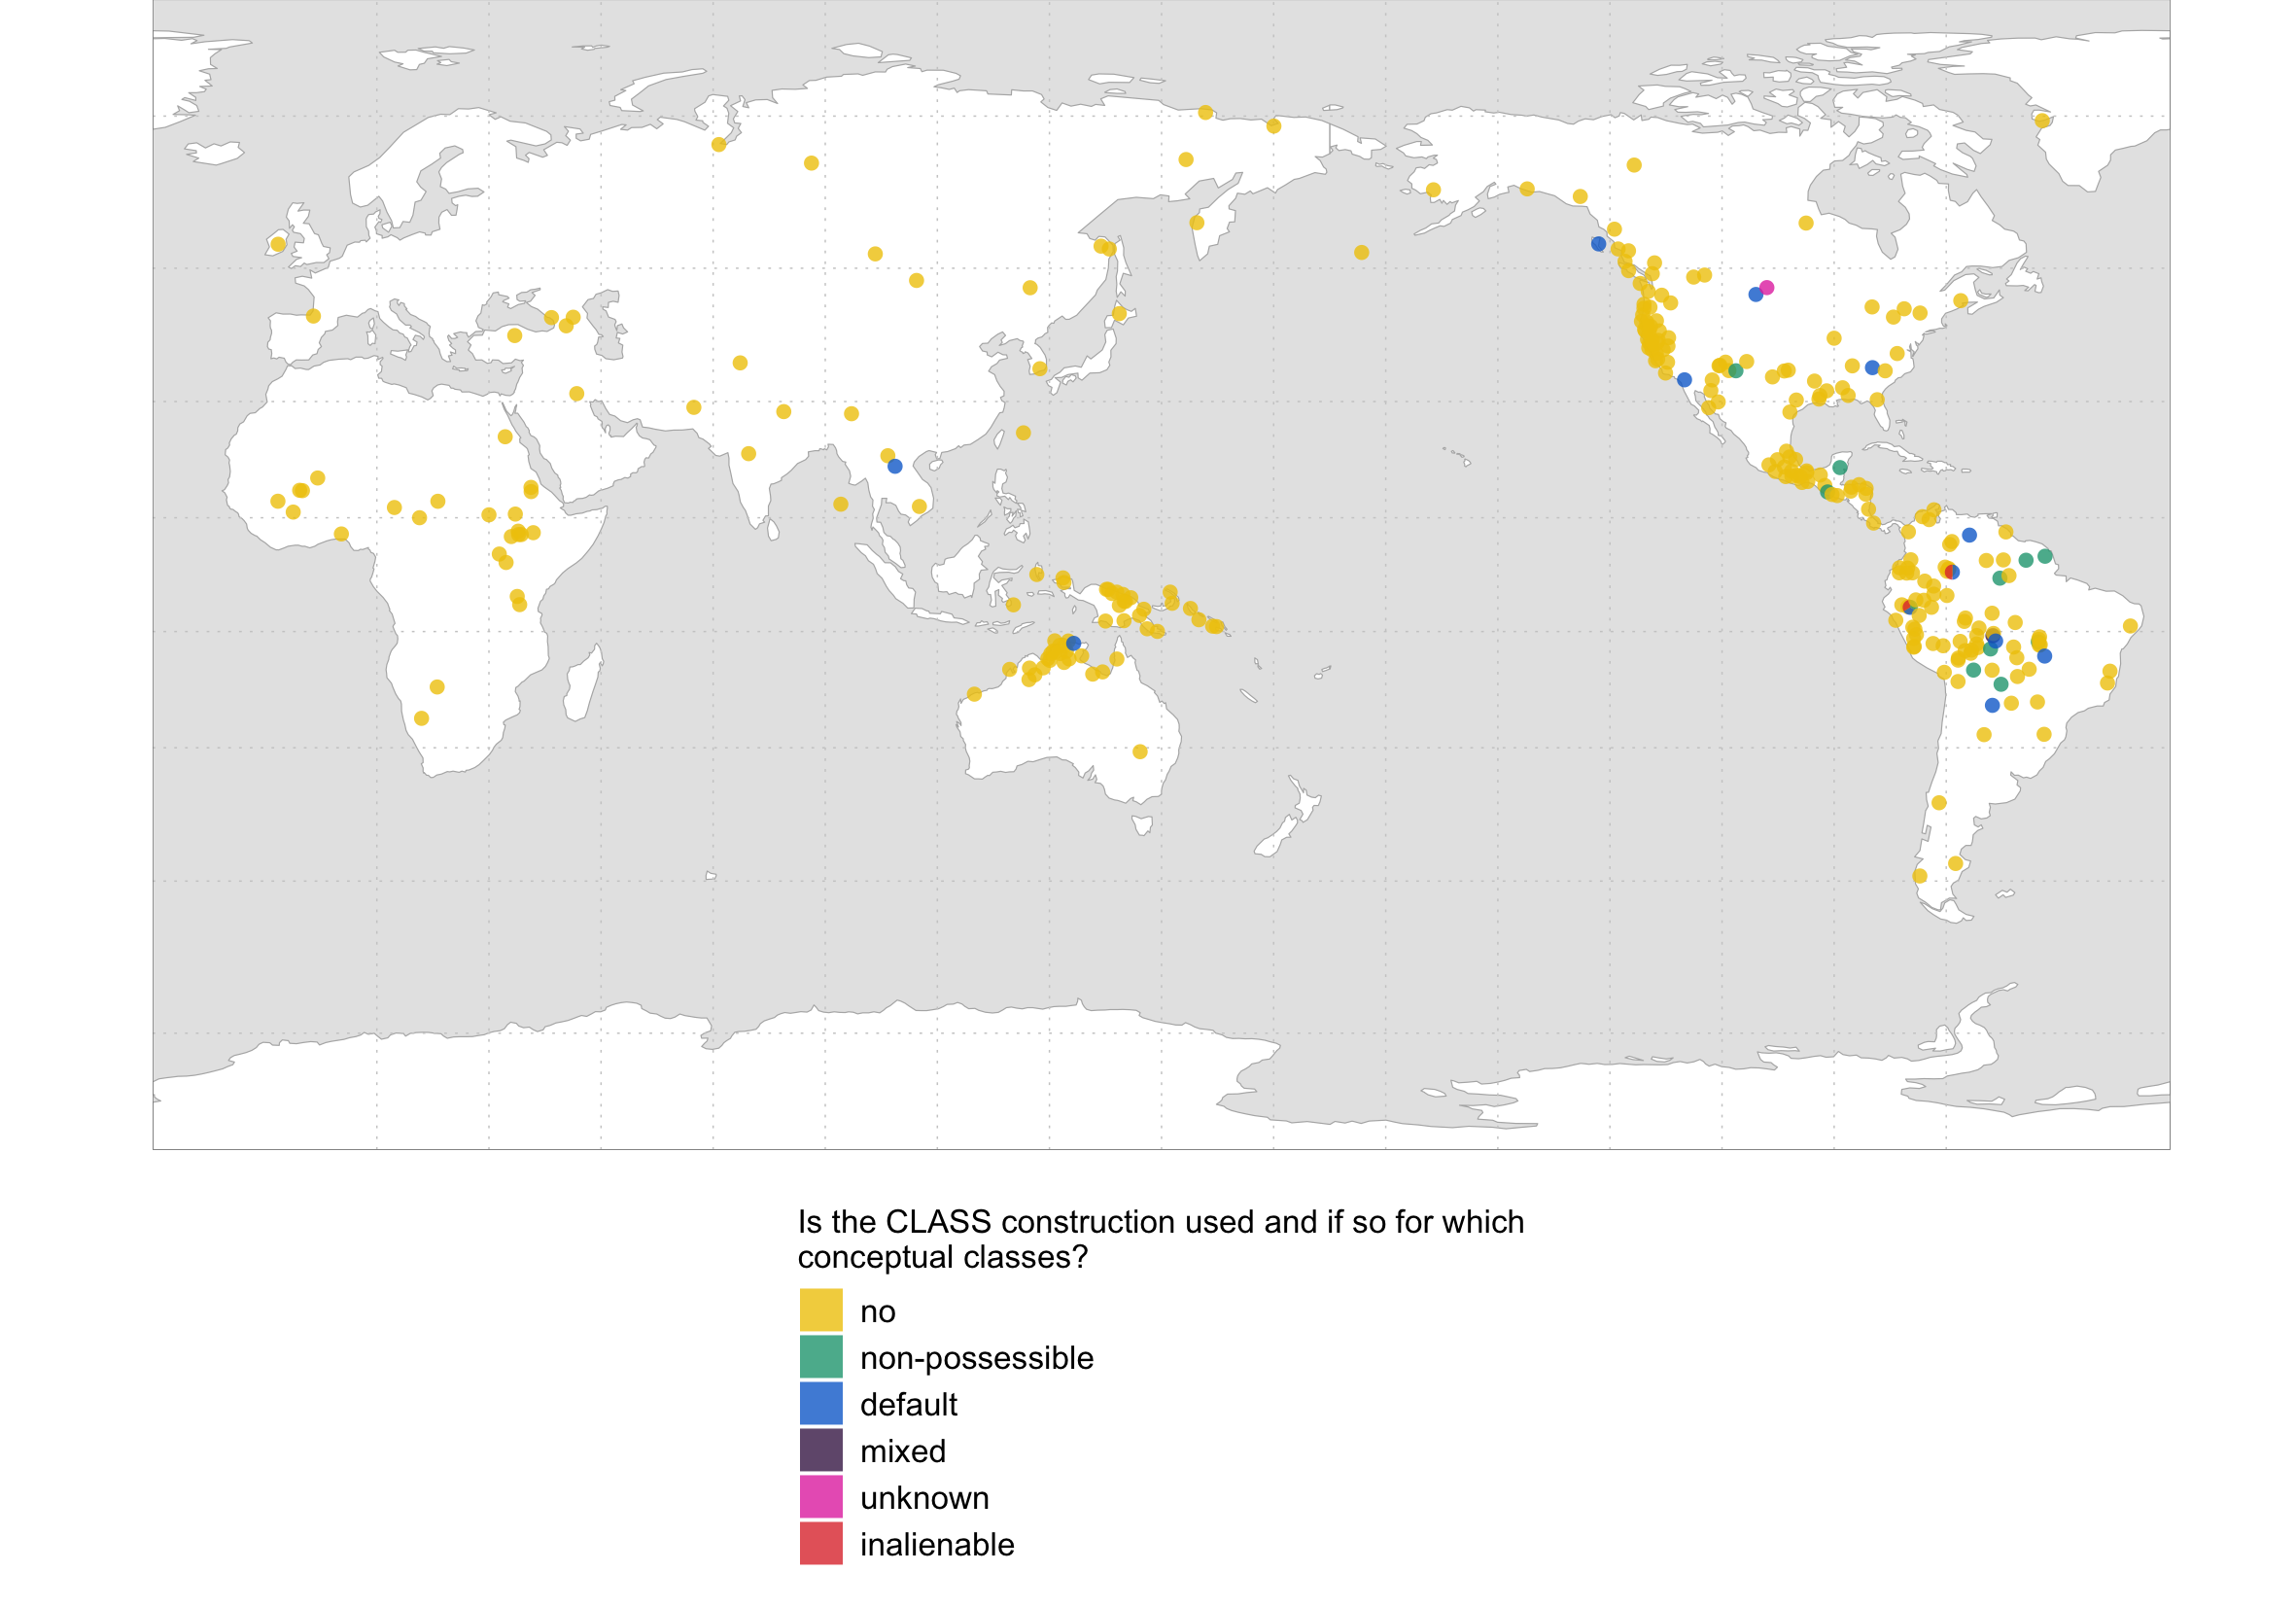 Is the CLASS construction used and if so for which
conceptual classes?
no
non-possessible
default
mixed
unknown
inalienable